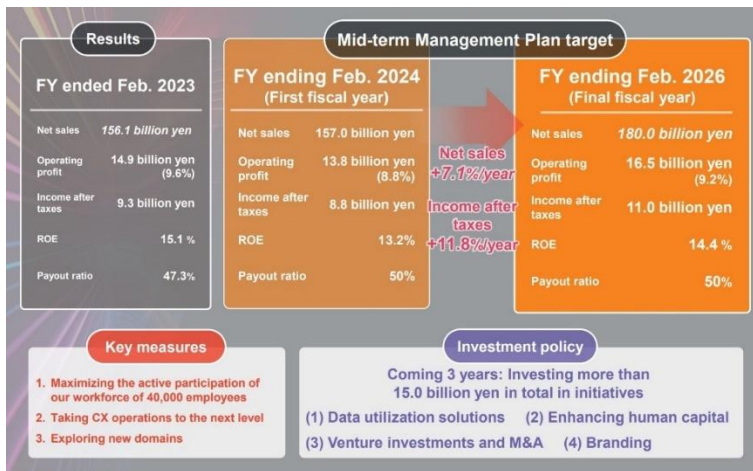 Results
FY ended Feb. 2023
Net sales 156.1 billion yen
Operating profit 14.9 billion yen (9.6%)
Income after taxes 9.3 billion yen
ROE 15.1 %
Payout ratio 47.3%
Mid-term Management Plan target
FY ending Feb. 2024
(First fiscal year)
Net sales 157.0 billion yen
Operating profit 13.8 billion yen (8.8%)
Income after taxes 8.8 billion yen
ROE 13.2%
Payout ratio 50%
Net sales
+7.1%/year
Income after
taxes
+11.8%/year
FY ending Feb. 2026
(Final fiscal year)
Net sales 180.0 billion yen
Operating profit 16.5 billion yen (9.2%)
Income after taxes 11.0 billion yen
ROE 14.4 %
Payout ratio 50%
Key measures
1. Maximizing the active participation of
our workforce of 40,000 employees
2. Taking CX operations to the next level
3. Exploring new domains
Investment policy
Coming 3 years: Investing more than
15.0 billion yen in total in initiatives
(1) Data utilization solutions (2) Enhancing human capital
(3) Venture investments and M&A (4) Branding